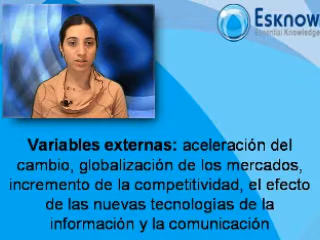 Esknow
Essential Knowledge
Variables externas: aceleración del
cambio, globalización de los mercados,
incremento de la competitividad, el efecto
de las nuevas tecnologías de la
información y la comunicación